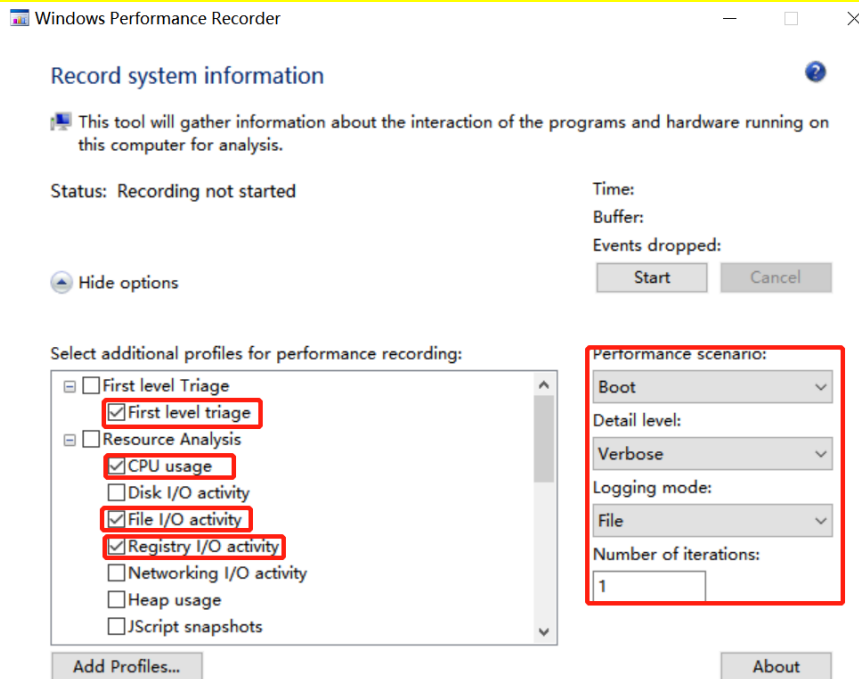 Windows Performance Recorder
Record system information
This tool will gather information about the interaction of the programs and hardware running on
this computer for analysis.
Status: Recording not started
Time:
Buffer:
Events dropped:
Start
Cancel
Hide options
Select additional profiles for performance recording:
First level Triage
First level triage
Resource Analysis
CPU usage
Disk I/O activity
File I/O activity
Registry I/O activity
Networking I/O activity
Heap usage
JScript snapshots
Performance scenario:
Boot
Detail level:
Verbose
Logging mode:
File
Number of iterations:
1
Add Profiles...
About